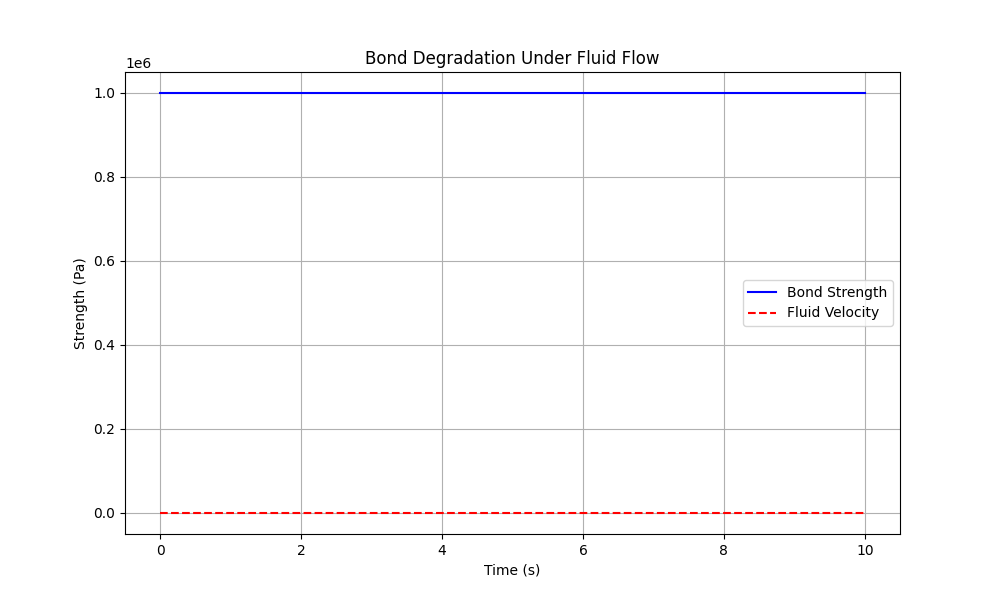 Bond Degradation Under Fluid Flow
1e6
1.0
0.8
0.6
0.4
0.2
0.0
Strength (Pa)
Bond Strength
Fluid Velocity
0 2 4 6 8 10
Time (s)